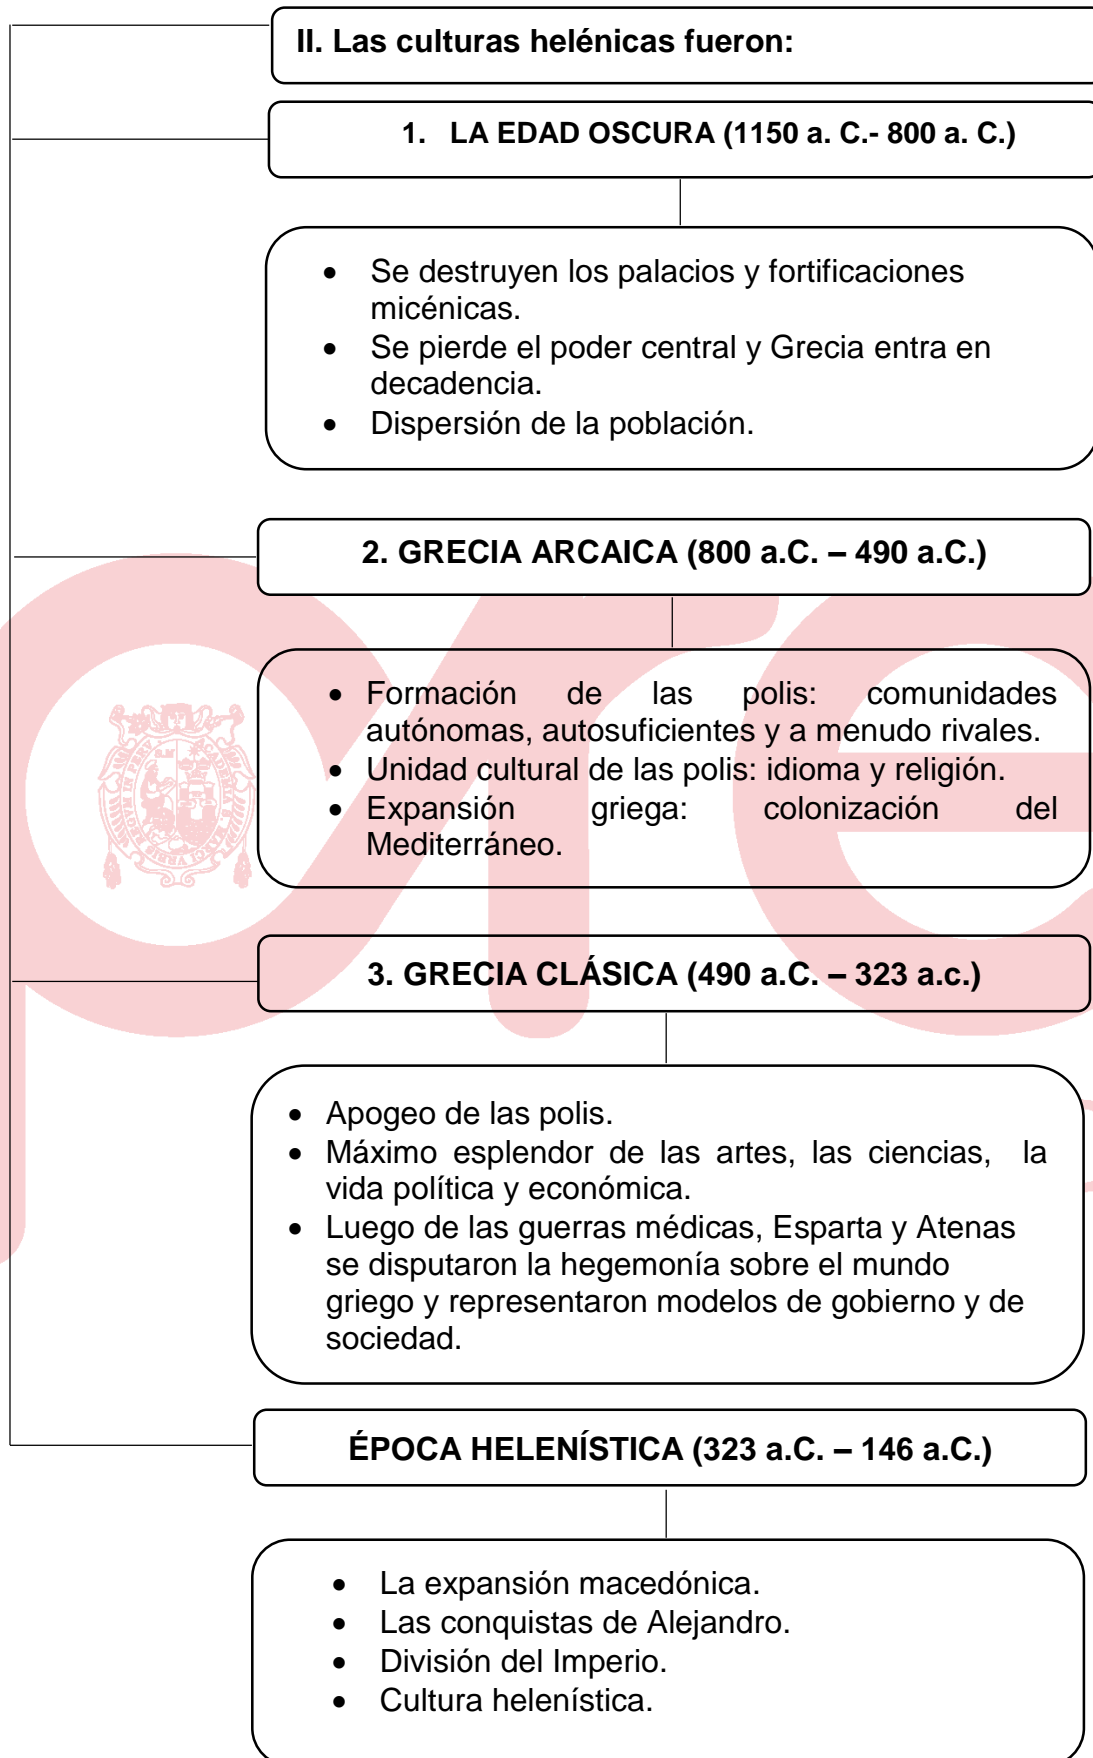 II. Las culturas helénicas fueron:
1. LA EDAD OSCURA (1150 a. C.- 800 a. C.)
• Se destruyen los palacios y fortificaciones
micénicas.
• Se pierde el poder central y Grecia entra en
decadencia.
• Dispersión de la población.
2. GRECIA ARCAICA (800 a.C. – 490 a.C.)
• Formación de las polis: comunidades
autónomas, autosuficientes y a menudo rivales.
• Unidad cultural de las polis: idioma y religión.
• Expansión griega: colonización del
Mediterráneo.
3. GRECIA CLÁSICA (490 a.C. – 323 a.c.)
• Apogeo de las polis.
• Máximo esplendor de las artes, las ciencias, la
vida política y económica.
• Luego de las guerras médicas, Esparta y Atenas
se disputaron la hegemonía sobre el mundo
griego y representaron modelos de gobierno y de
sociedad.
ÉPOCA HELENÍSTICA (323 a.C. – 146 a.C.)
• La expansión macedónica.
• Las conquistas de Alejandro.
• División del Imperio.
• Cultura helenística.